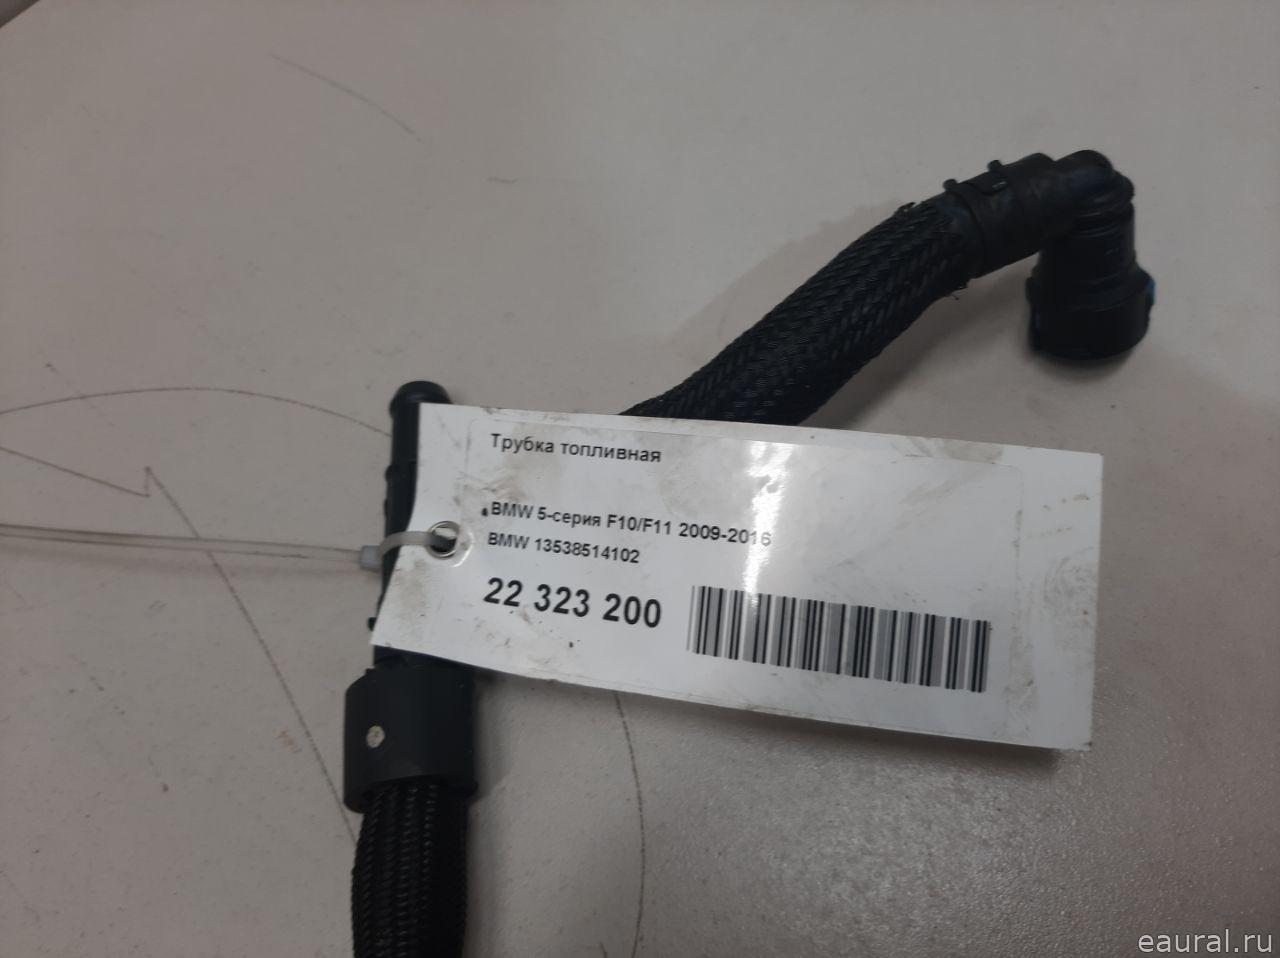 Трубка топливная
BMW 5-серия F10/F11 2009-2016
BMW 13538514102
22 323 200
eaural.ru